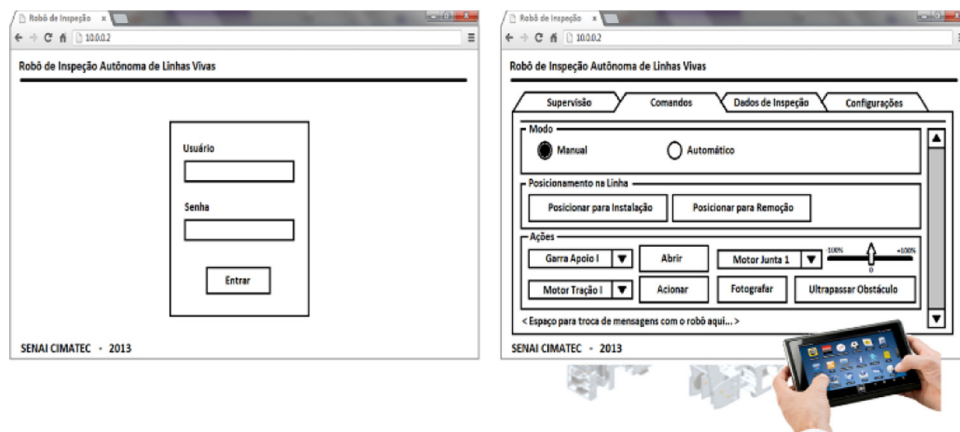 Robô de Inspeção x
10.0.0.2
Robô de Inspeção Autônoma de Linhas Vivas
Usuário
Senha
Entrar
SENAI CIMATEC - 2013
Robô de Inspeção x
10.0.0.2
Robô de Inspeção Autônoma de Linhas Vivas
Supervisão Comandos Dados de Inspeção Configurações
Modo
Manual Automático
Posicionamento na Linha
Posicionar para Instalação Posicionar para Remoção
Ações
Garra Apoio I Abrir Motor Junta 1 -100% +100%
0
Motor Tração I Acionar Fotografar Ultrapassar Obstáculo
< Espaço para troca de mensagens com o robô aqui... >
SENAI CIMATEC - 2013